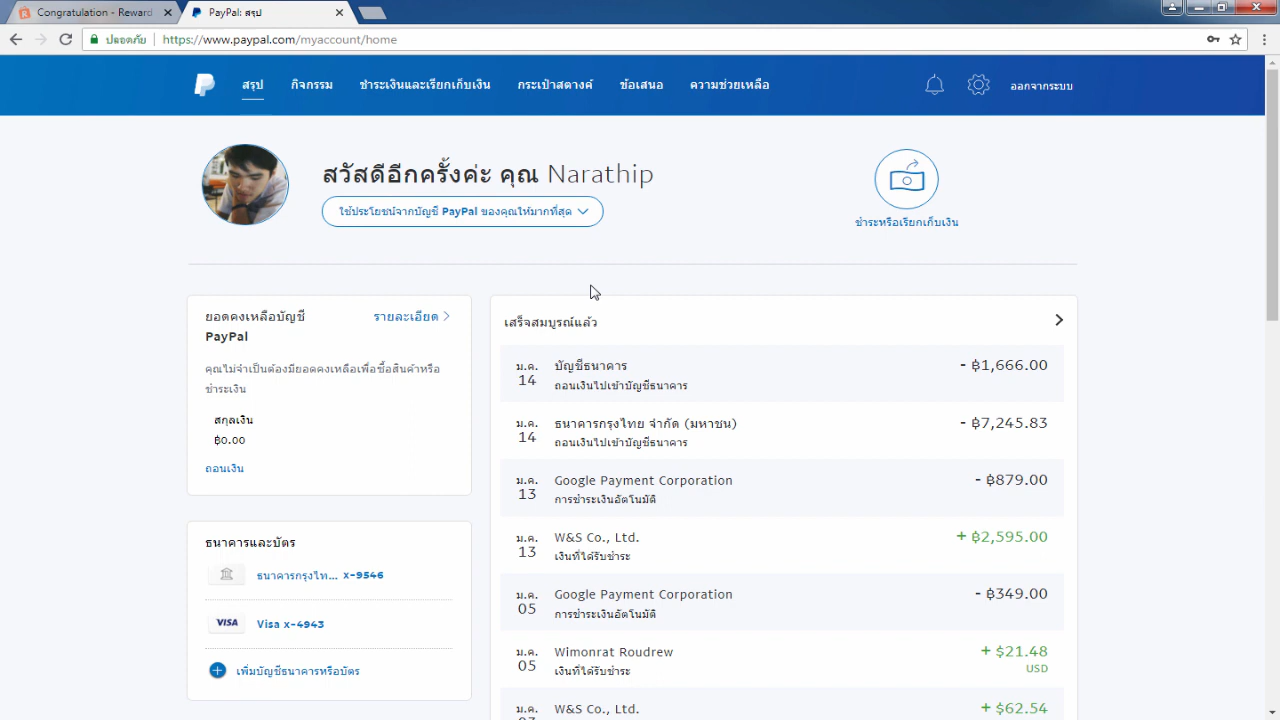 Congratulation - Reward
PayPal: สรุป
ปลอดภัย
https://www.paypal.com/myaccount/home
สรุป
กิจกรรม
ชำระเงินและเรียกเก็บเงิน
กระเป๋าสตางค์
ข้อเสนอ
ความช่วยเหลือ
ออกจากระบบ
สวัสดีอีกครั้งค่ะ คุณ Narathip
ใช้ประโยชน์จากบัญชี PayPal ของคุณให้มากที่สุด
ชำระหรือเรียกเก็บเงิน
ยอดคงเหลือบัญชี
PayPal
รายละเอียด
คุณไม่จำเป็นต้องมียอดคงเหลือเพื่อซื้อสินค้าหรือ
ชำระเงิน
สกุลเงิน
฿0.00
ถอนเงิน
ธนาคารและบัตร
ธนาคารกรุงไท... x-9546
VISA
Visa x-4943
เพิ่มบัญชีธนาคารหรือบัตร
เสร็จสมบูรณ์แล้ว
ม.ค.
14
บัญชีธนาคาร
ถอนเงินไปเข้าบัญชีธนาคาร
- ฿1,666.00
ม.ค.
14
ธนาคารกรุงไทย จำกัด (มหาชน)
ถอนเงินไปเข้าบัญชีธนาคาร
- ฿7,245.83
ม.ค.
13
Google Payment Corporation
การชำระเงินอัตโนมัติ
- ฿879.00
ม.ค.
13
W&S Co., Ltd.
เงินที่ได้รับชำระ
+ ฿2,595.00
ม.ค.
05
Google Payment Corporation
การชำระเงินอัตโนมัติ
- ฿349.00
ม.ค.
05
Wimonrat Roudrew
เงินที่ได้รับชำระ
+ $21.48
USD
ม.ค.
W&S Co., Ltd.
+ $62.54